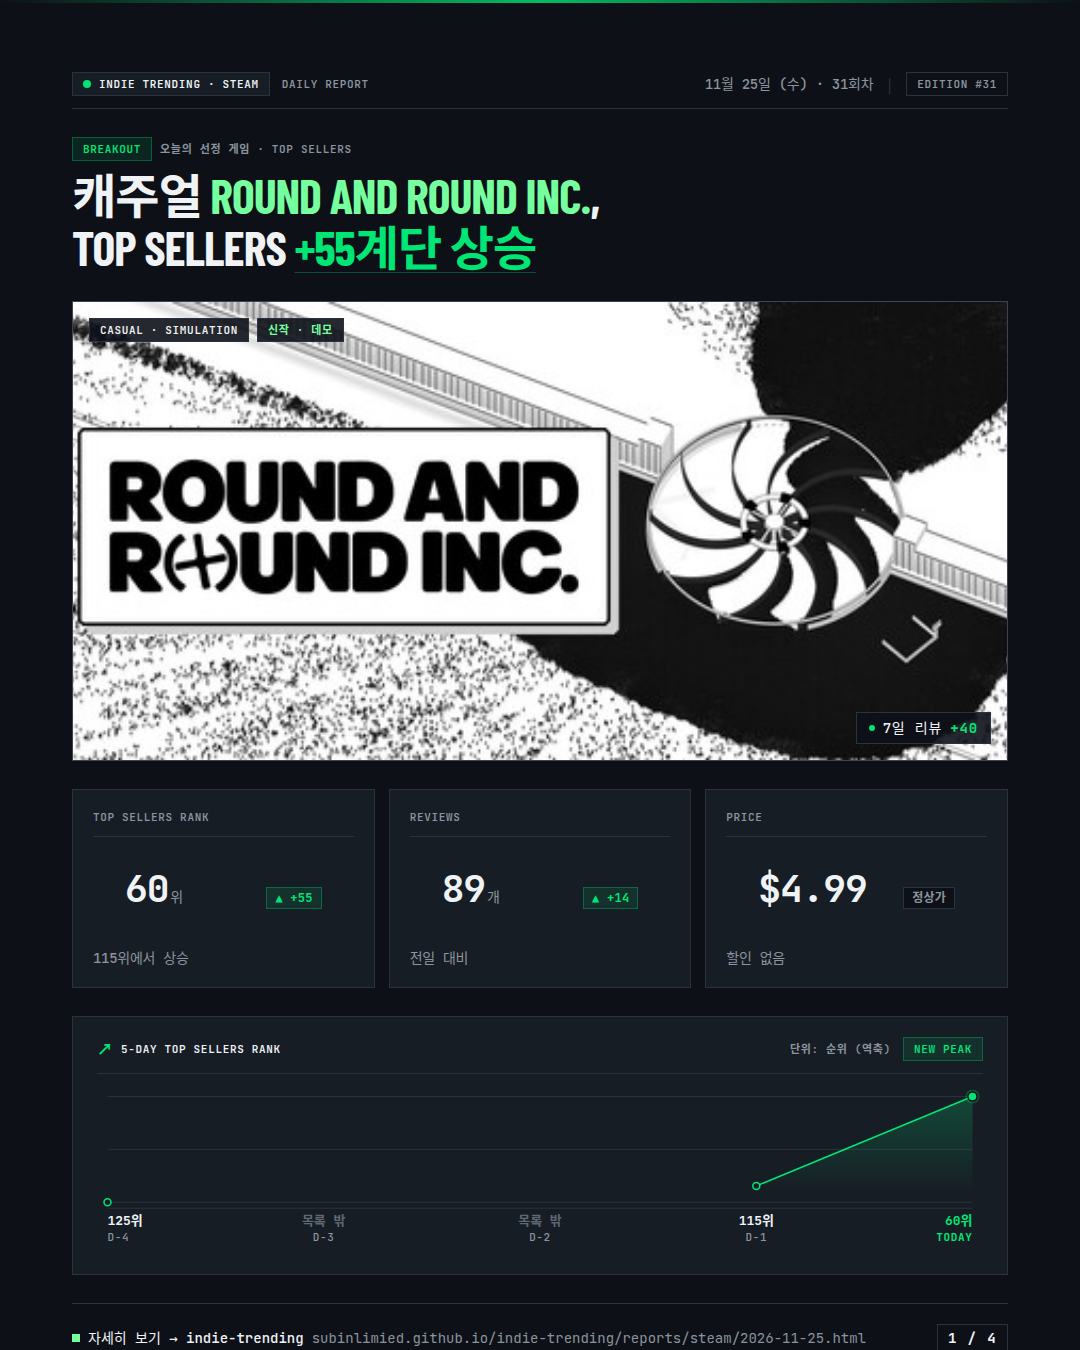 INDIE TRENDING · STEAM DAILY REPORT 11월 25일 (수) · 31회차 EDITION #31
BREAKOUT 오늘의 선정 게임 · TOP SELLERS
캐주얼 ROUND AND ROUND INC.,
TOP SELLERS +55계단 상승
CASUAL · SIMULATION 신작 · 데모
ROUND AND
ROUND INC.
7일 리뷰 +40
TOP SELLERS RANK
60위 ▲ +55
115위에서 상승
REVIEWS
89개 ▲ +14
전일 대비
PRICE
$4.99 정상가
할인 없음
↗ 5-DAY TOP SELLERS RANK 단위: 순위 (역축) NEW PEAK
125위 목록 밖 목록 밖 115위 60위
D-4 D-3 D-2 D-1 TODAY
자세히 보기 → indie-trending subinlimied.github.io/indie-trending/reports/steam/2026-11-25.html 1 / 4